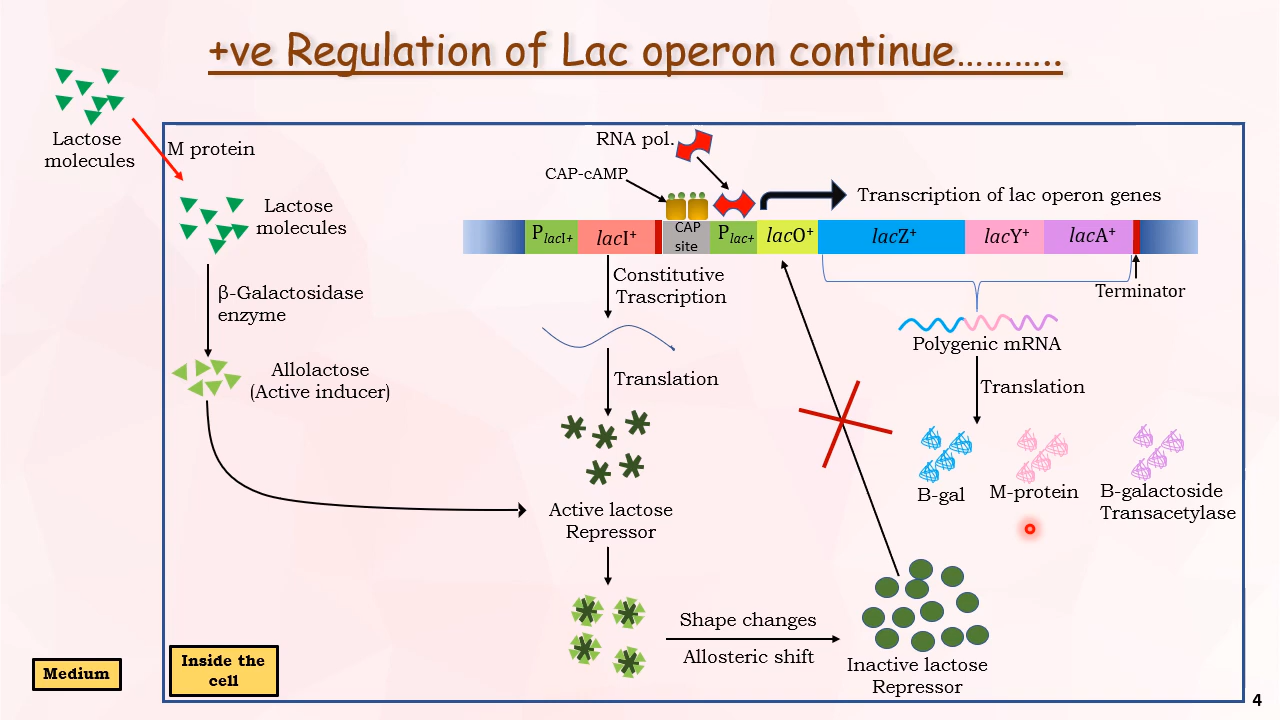 +ve Regulation of Lac operon continue………..
Lactose
molecules
M protein
Lactose
molecules
β-Galactosidase
enzyme
Allolactose
(Active inducer)
RNA pol.
CAP-cAMP
Transcription of lac operon genes
PlacI+
lacI+
CAP
site
Plac+
lacO+
lacZ+
lacY+
lacA+
Constitutive
Trascription
Terminator
Polygenic mRNA
Translation
Translation
Active lactose
Repressor
B-gal
M-protein
B-galactoside
Transacetylase
Shape changes
Allosteric shift
Inactive lactose
Repressor
Medium
Inside the
cell
4